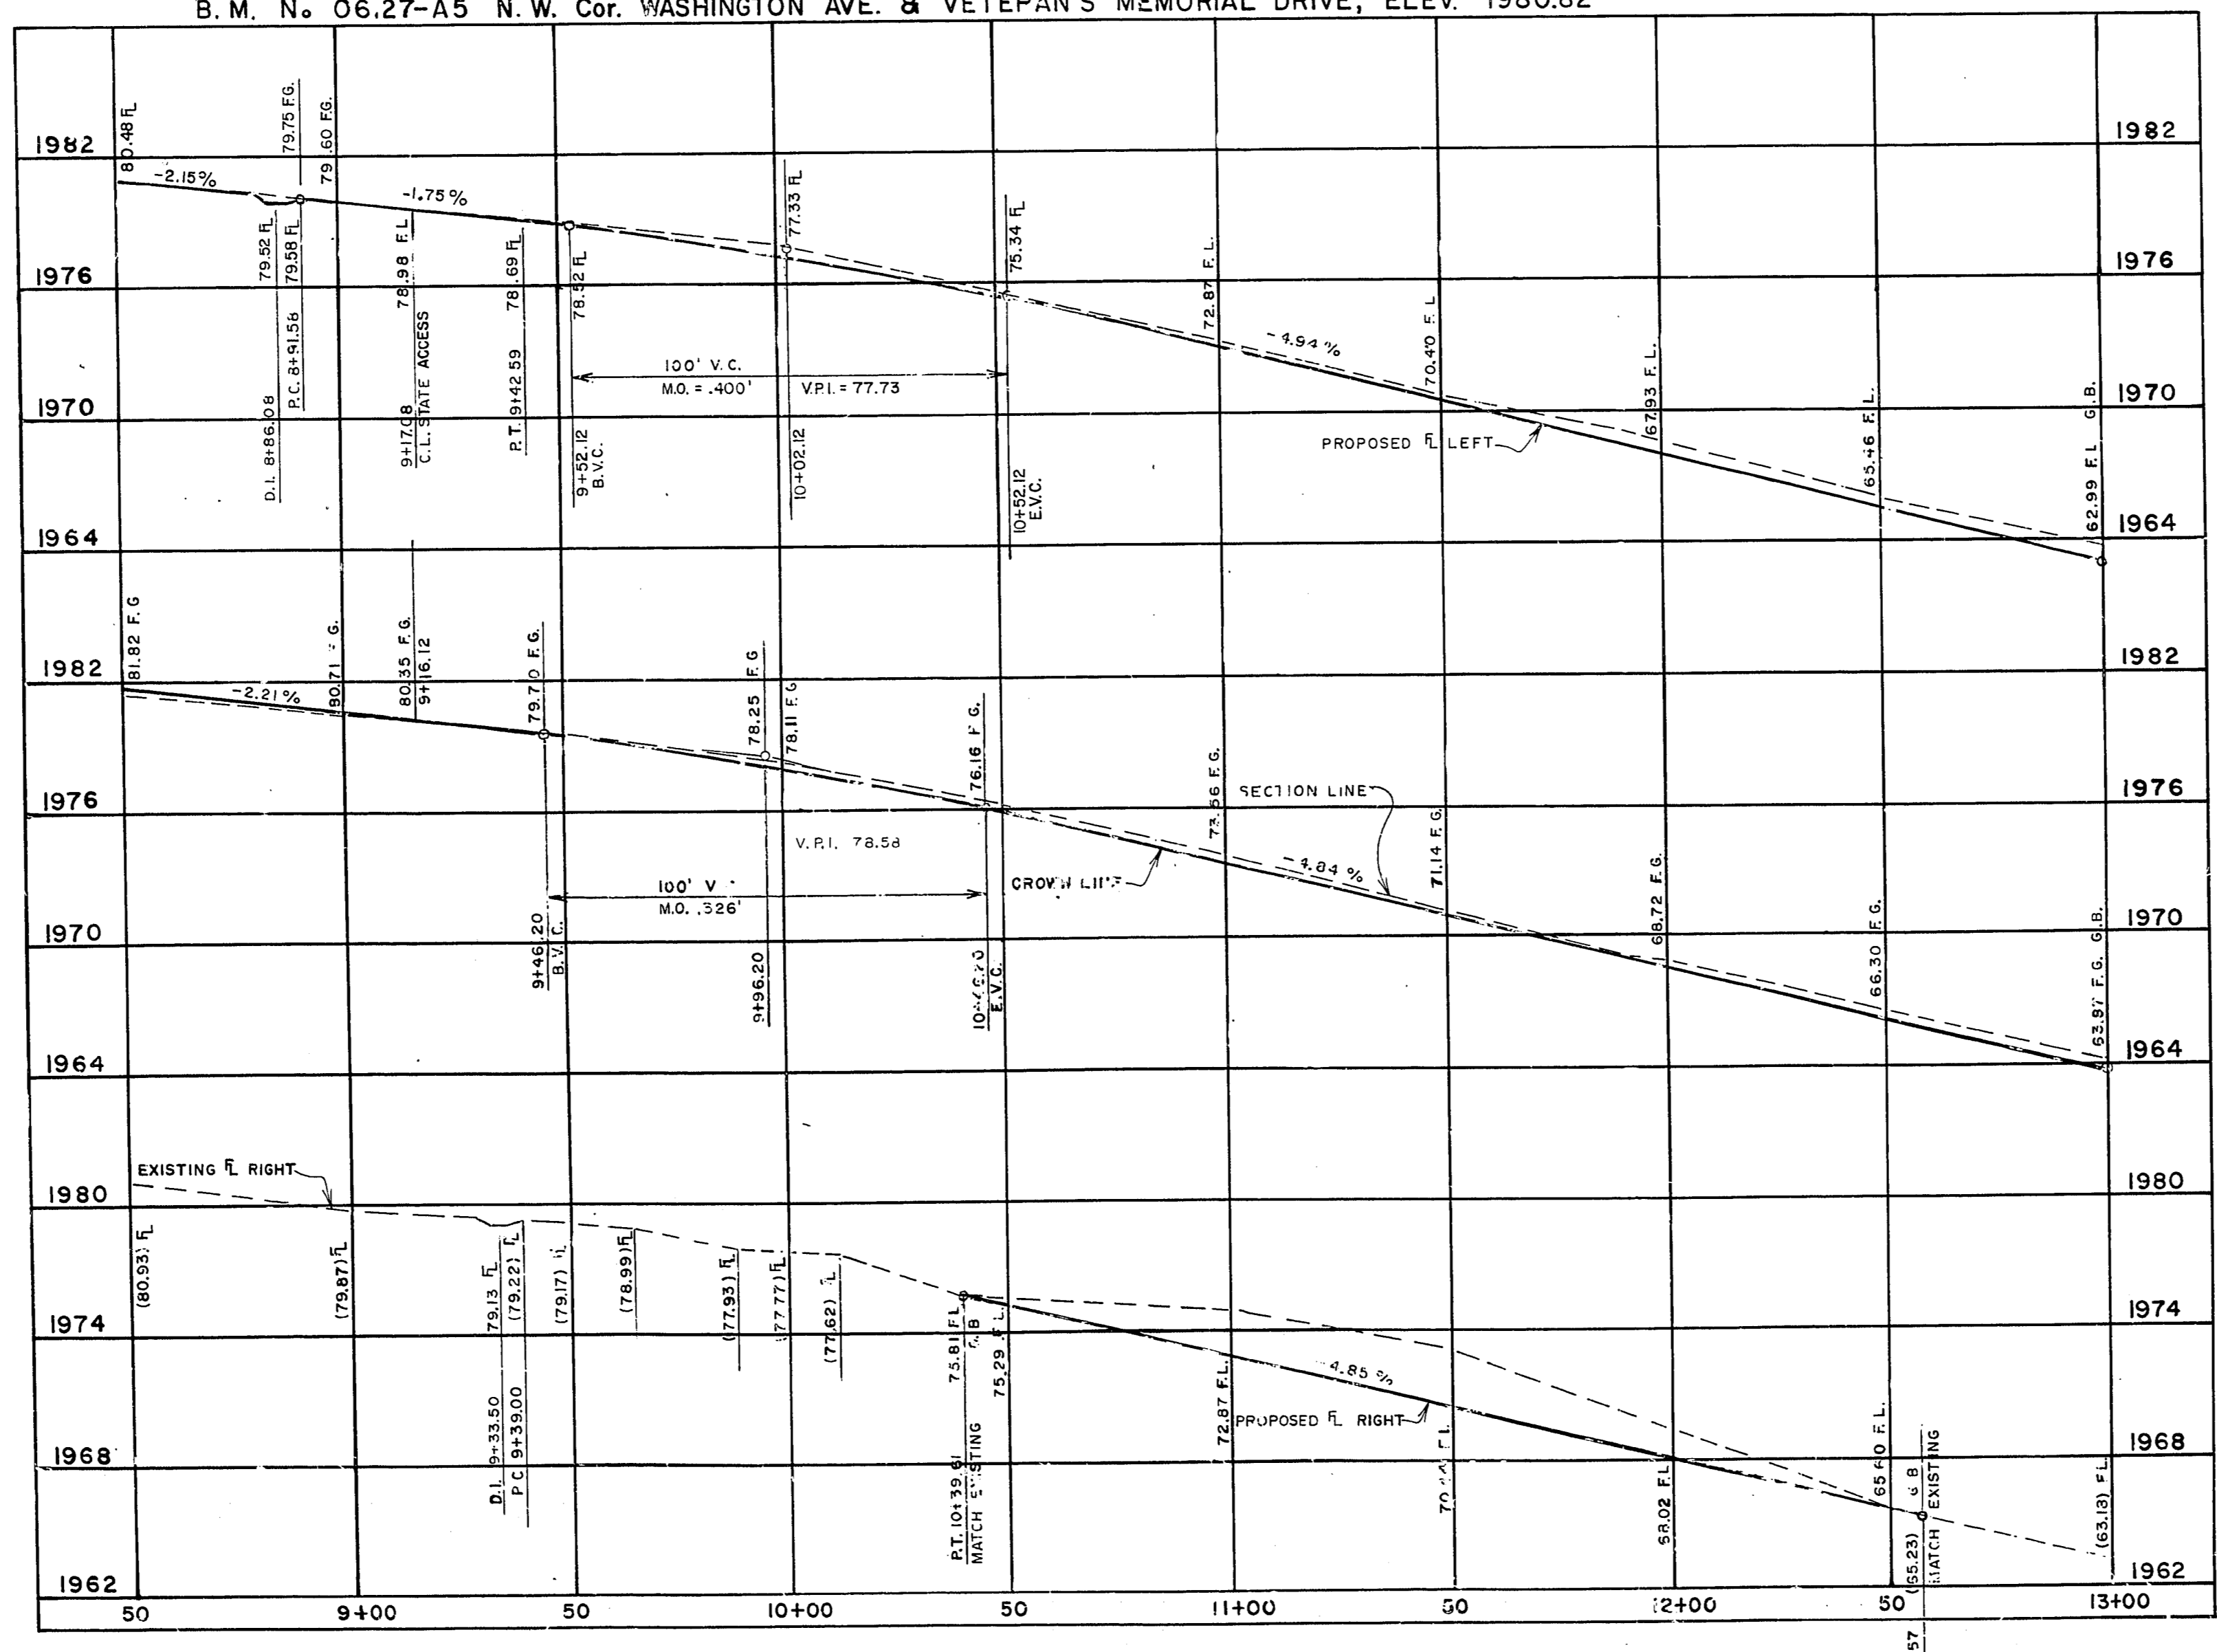 B. M. No 06.27-A5 N.W. Cor. WASHINGTON AVE. & VETEPAN'S MEMORIAL DRIVE, ELEV. 1980.82
80.48 FL
79.75 F.G.
79.60 F.G.
1982
1982
-2.15%
-1.75%
79.52 FL
79.58 FL
78.98 F.L
78.69 FL
78.52 FL
77.33 FL
75.34 FL
72.87 F.L.
1976
1976
D.I. 8+86.08
P.C. 8+91.58
9+17.08
C.L. STATE ACCESS
P.T. 9+42.59
100' V.C.
M.O. = .400'
V.P.I. = 77.73
-4.94%
70.40 F.L
67.93 F.L.
65.46 F.L.
62.99 F.L G.B.
1970
1970
9+52.12
B.V.C.
10+02.12
10+52.12
E.V.C.
PROPOSED FL LEFT
1964
1964
81.82 F.G
80.71 G.
80.35 F.G.
9+16.12
79.70 F.G.
78.25 F.G
78.11 F.G
76.16 F.G.
73.56 F.G.
1982
1982
-2.21%
SECTION LINE
1976
1976
V.P.I. 78.58
CROWN LINE
-4.84 %
71.14 F.G.
68.72 F.G.
66.30 F.G.
63.87 F.G. G.B.
100' V
M.O. .326'
1970
1970
9+46.20
B.V.C.
9+96.20
E.V.C.
1964
1964
EXISTING FL RIGHT
1980
1980
(80.93) FL
(79.87) FL
79.13 FL
(79.22) FL
(79.17) FL
(78.99) FL
(77.93) FL
(77.77) FL
(77.62) FL
1974
1974
75.81 F.L
G.B
75.29 F.L.
72.87 F.L.
4.85 %
PROPOSED FL RIGHT
D.I. 9+33.50
P.C 9+39.00
P.T. 10+39.61
MATCH EXISTING
68.02 F.L
65.60 F.L.
(65.23) G B
MATCH EXISTING
(63.13) F.L.
1968
1968
1962
1962
50
9+00
50
10+00
50
11+00
50
12+00
50
13+00
57